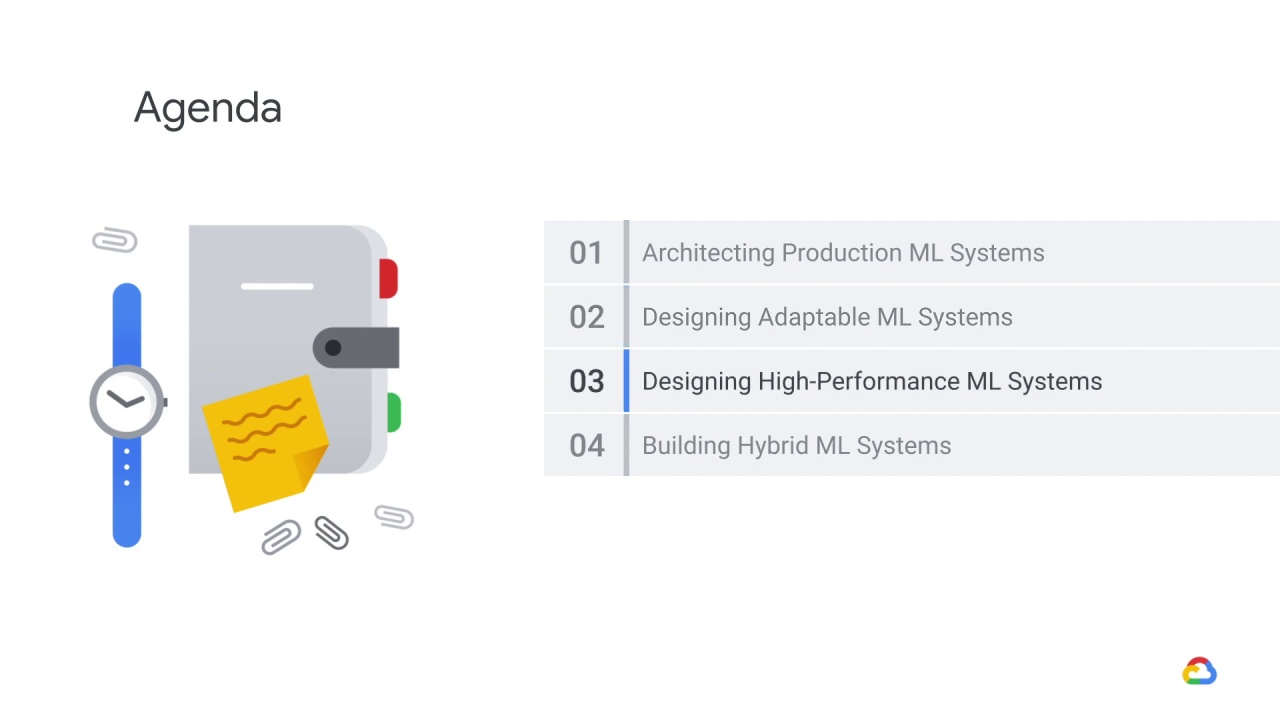 Agenda
01 Architecting Production ML Systems
02 Designing Adaptable ML Systems
03 Designing High-Performance ML Systems
04 Building Hybrid ML Systems